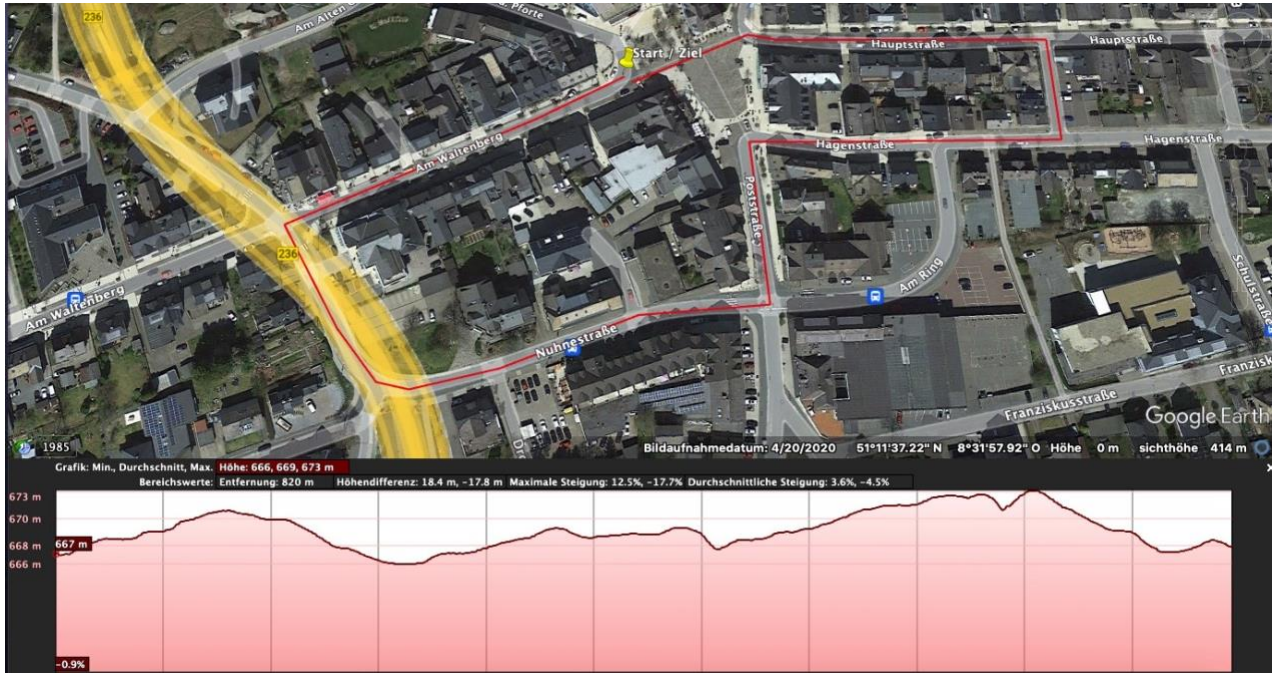 236
Am Alten
Pforte
Start / Ziel
Hauptstraße
Hauptstraße
Am Waltenberg
Hagenstraße
Hagenstraße
Poststraße
236
Am Ring
Schulstraße
Am Waltenberg
Nuhnestraße
Franzisk
Franziskusstraße
Google Earth
1985
Bildaufnahmedatum: 4/20/2020 51°11'37.22" N 8°31'57.92" O Höhe 0 m sichthöhe 414 m
Grafik: Min., Durchschnitt, Max. Höhe: 666, 669, 673 m
Bereichswerte: Entfernung: 820 m Höhendifferenz: 18.4 m, -17.8 m Maximale Steigung: 12.5%, -17.7% Durchschnittliche Steigung: 3.6%, -4.5%
673 m
670 m
668 m
667 m
666 m
-0.9%